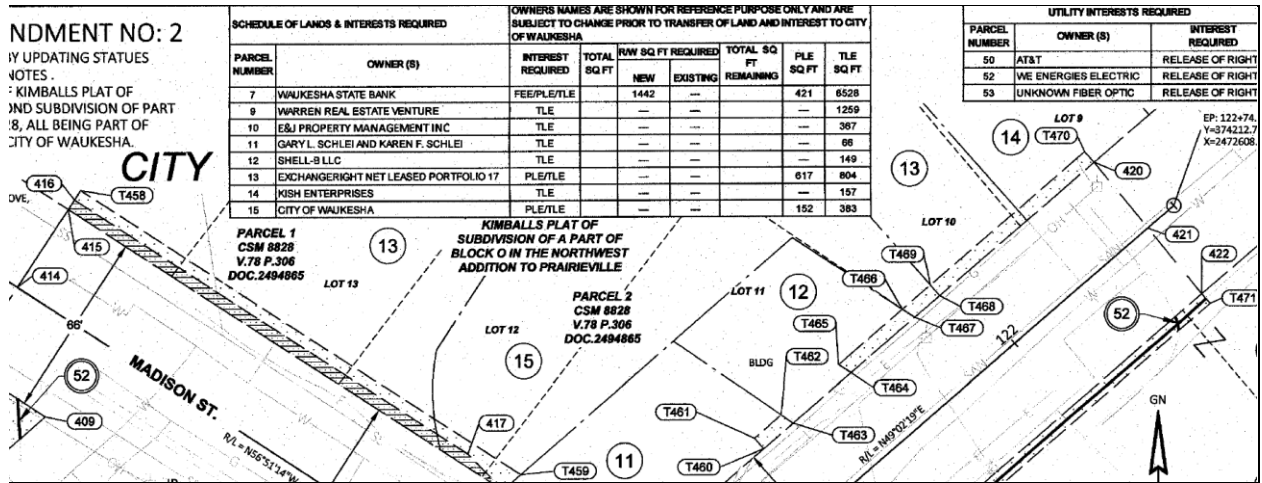 NDMENT NO: 2
BY UPDATING STATUES
NOTES .
F KIMBALLS PLAT OF
OND SUBDIVISION OF PART
28, ALL BEING PART OF
CITY OF WAUKESHA.
CITY
SCHEDULE OF LANDS & INTERESTS REQUIRED
OWNERS NAMES ARE SHOWN FOR REFERENCE PURPOSE ONLY AND ARE
SUBJECT TO CHANGE PRIOR TO TRANSFER OF LAND AND INTEREST TO CITY
OF WAUKESHA
PARCEL NUMBER OWNER (S) INTEREST REQUIRED TOTAL SQ FT R/W SQ FT REQUIRED NEW EXISTING TOTAL SQ FT REMAINING PLE SQ FT TLE SQ FT
7 WAUKESHA STATE BANK FEE/PLE/TLE 1442 --- 421 6528
9 WARREN REAL ESTATE VENTURE TLE --- --- --- 1259
10 E&J PROPERTY MANAGEMENT INC TLE --- --- --- 367
11 GARY L. SCHLEI AND KAREN F. SCHLEI TLE --- --- --- 66
12 SHELL-B LLC TLE --- --- --- 149
13 EXCHANGERIGHT NET LEASED PORTFOLIO 17 PLE/TLE --- --- 617 804
14 KISH ENTERPRISES TLE --- --- --- 157
15 CITY OF WAUKESHA PLE/TLE --- --- 152 383
UTILITY INTERESTS REQUIRED
PARCEL NUMBER OWNER (S) INTEREST REQUIRED
50 AT&T RELEASE OF RIGHT
52 WE ENERGIES ELECTRIC RELEASE OF RIGHT
53 UNKNOWN FIBER OPTIC RELEASE OF RIGHT
EP: 122+74.
Y=374212.7
X=2472608.
LOT 9
14
T470
420
13
LOT 10
421
422
T471
416
T458
OVE,
415
414
66'
52
409
MADISON ST.
R/L = N56°51'14"W
PARCEL 1
CSM 8828
V.78 P.306
DOC.2494865
13
LOT 13
KIMBALLS PLAT OF
SUBDIVISION OF A PART OF
BLOCK O IN THE NORTHWEST
ADDITION TO PRAIRIEVILLE
PARCEL 2
CSM 8828
V.78 P.306
DOC.2494865
LOT 12
15
417
T459
11
LOT 11
12
T469
T466
T468
T467
T465
BLDG
T462
T464
T461
T463
T460
122
R/L = N49°02'19"E
52
GN